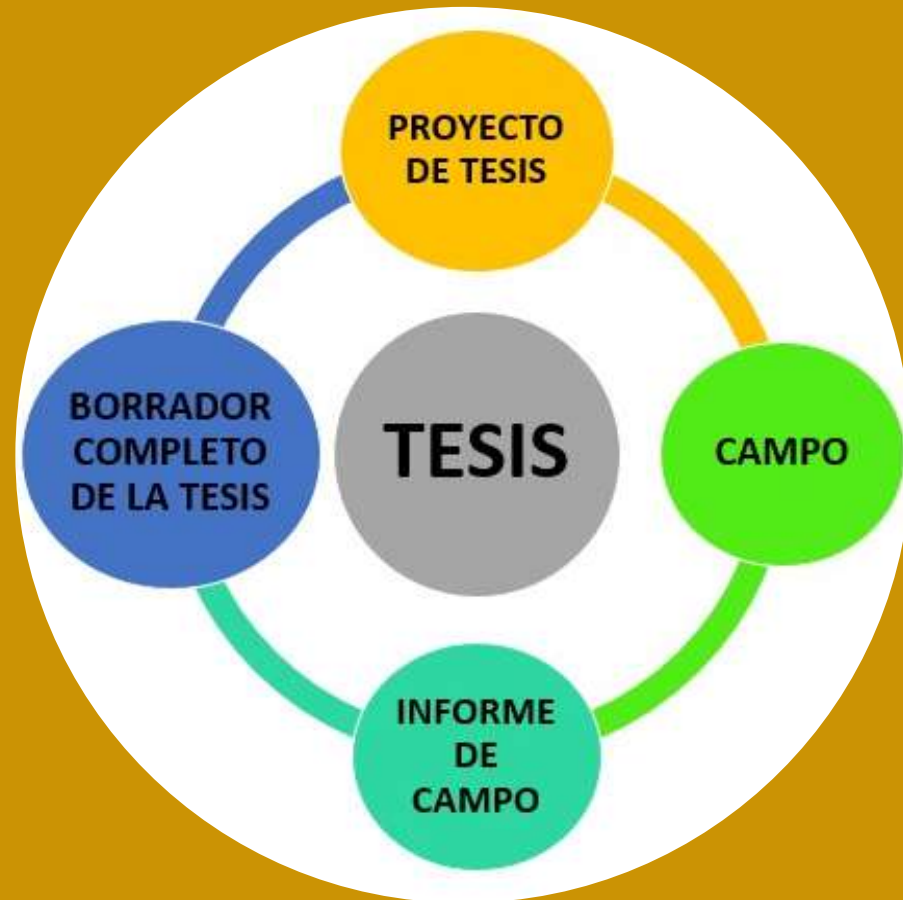 PROYECTO
DE TESIS
BORRADOR
COMPLETO
DE LA TESIS
TESIS
CAMPO
INFORME
DE
CAMPO